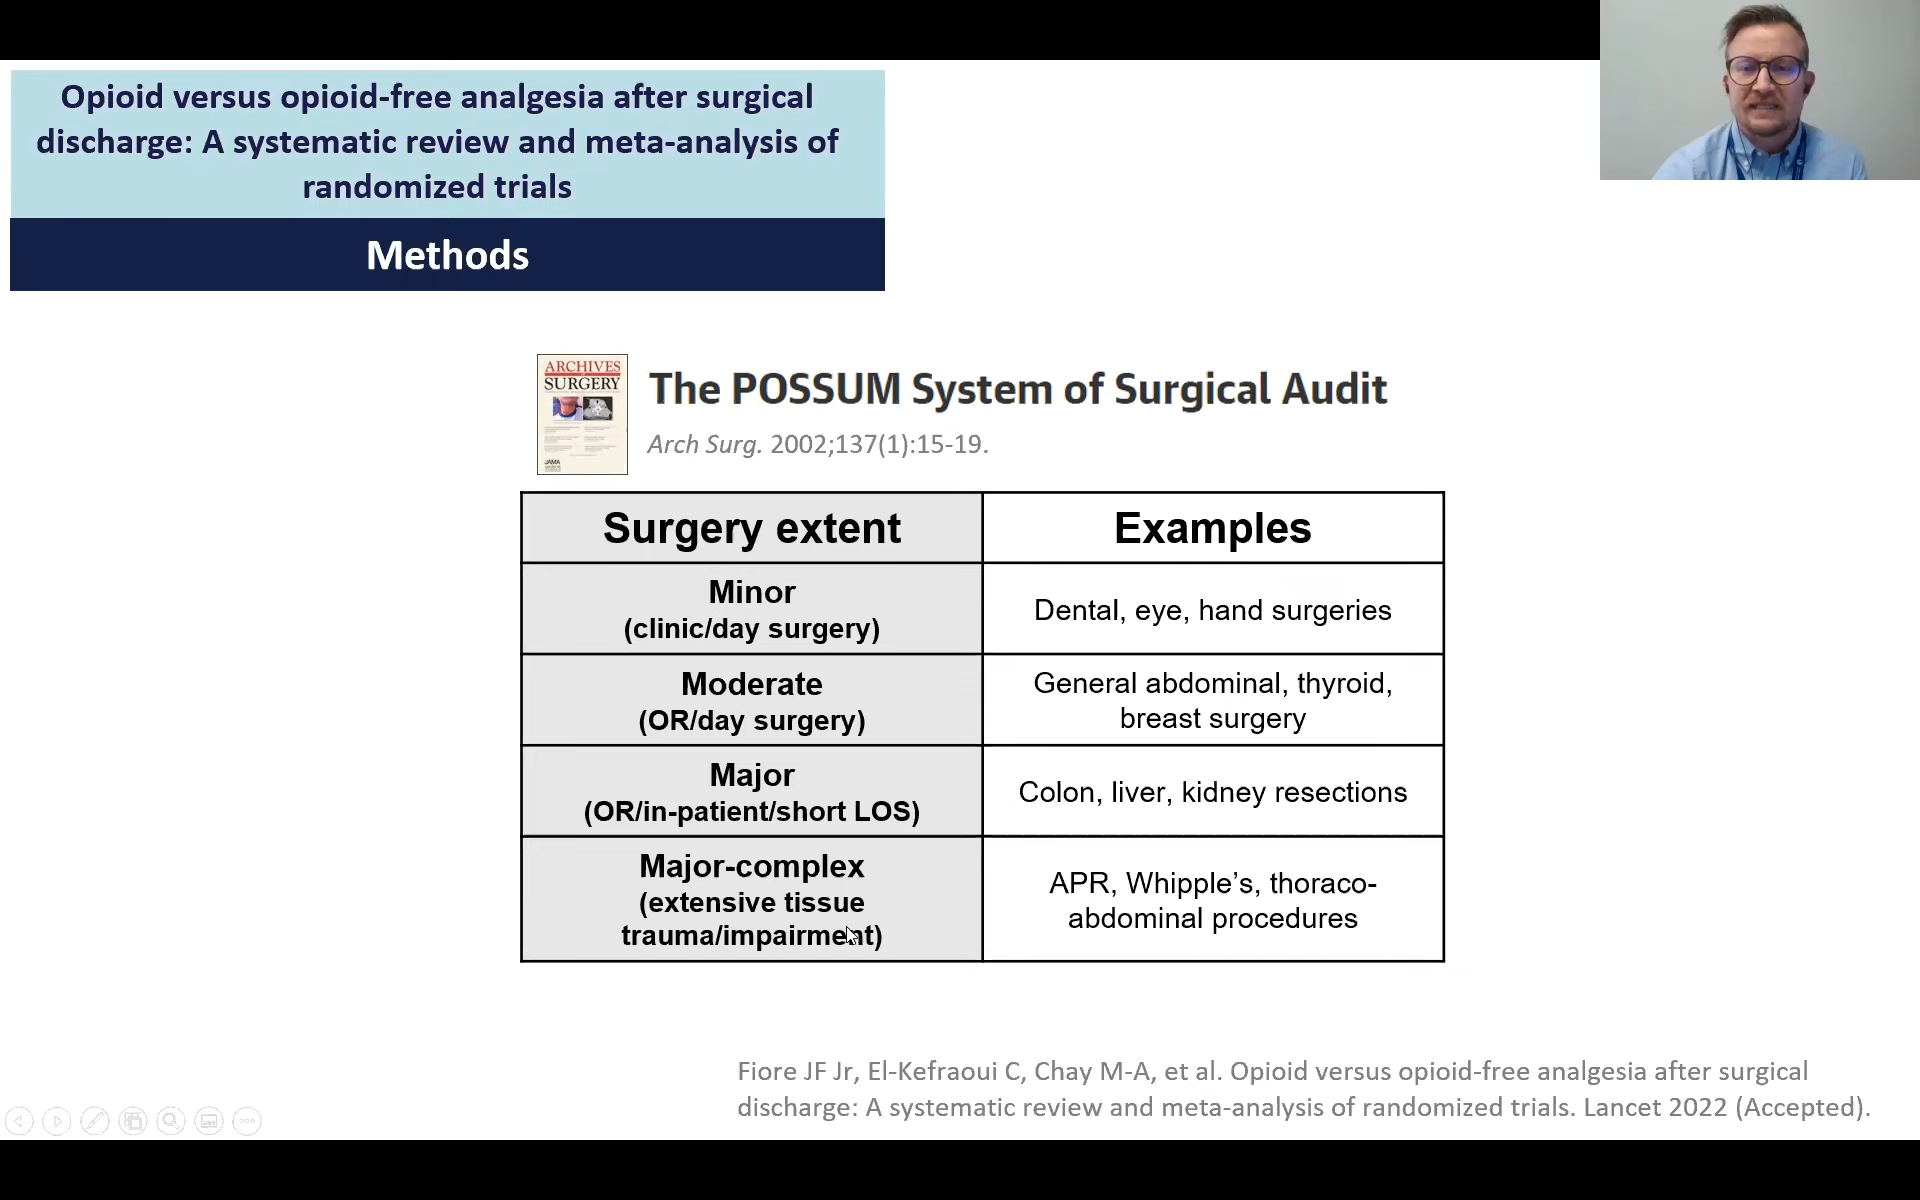 Opioid versus opioid-free analgesia after surgical
discharge: A systematic review and meta-analysis of
randomized trials
Methods
ARCHIVES
SURGERY
JAMA
The POSSUM System of Surgical Audit
Arch Surg. 2002;137(1):15-19.
Surgery extent
Examples
Minor
(clinic/day surgery)
Dental, eye, hand surgeries
Moderate
(OR/day surgery)
General abdominal, thyroid,
breast surgery
Major
(OR/in-patient/short LOS)
Colon, liver, kidney resections
Major-complex
(extensive tissue
trauma/impairment)
APR, Whipple’s, thoraco-
abdominal procedures
Fiore JF Jr, El-Kefraoui C, Chay M-A, et al. Opioid versus opioid-free analgesia after surgical
discharge: A systematic review and meta-analysis of randomized trials. Lancet 2022 (Accepted).